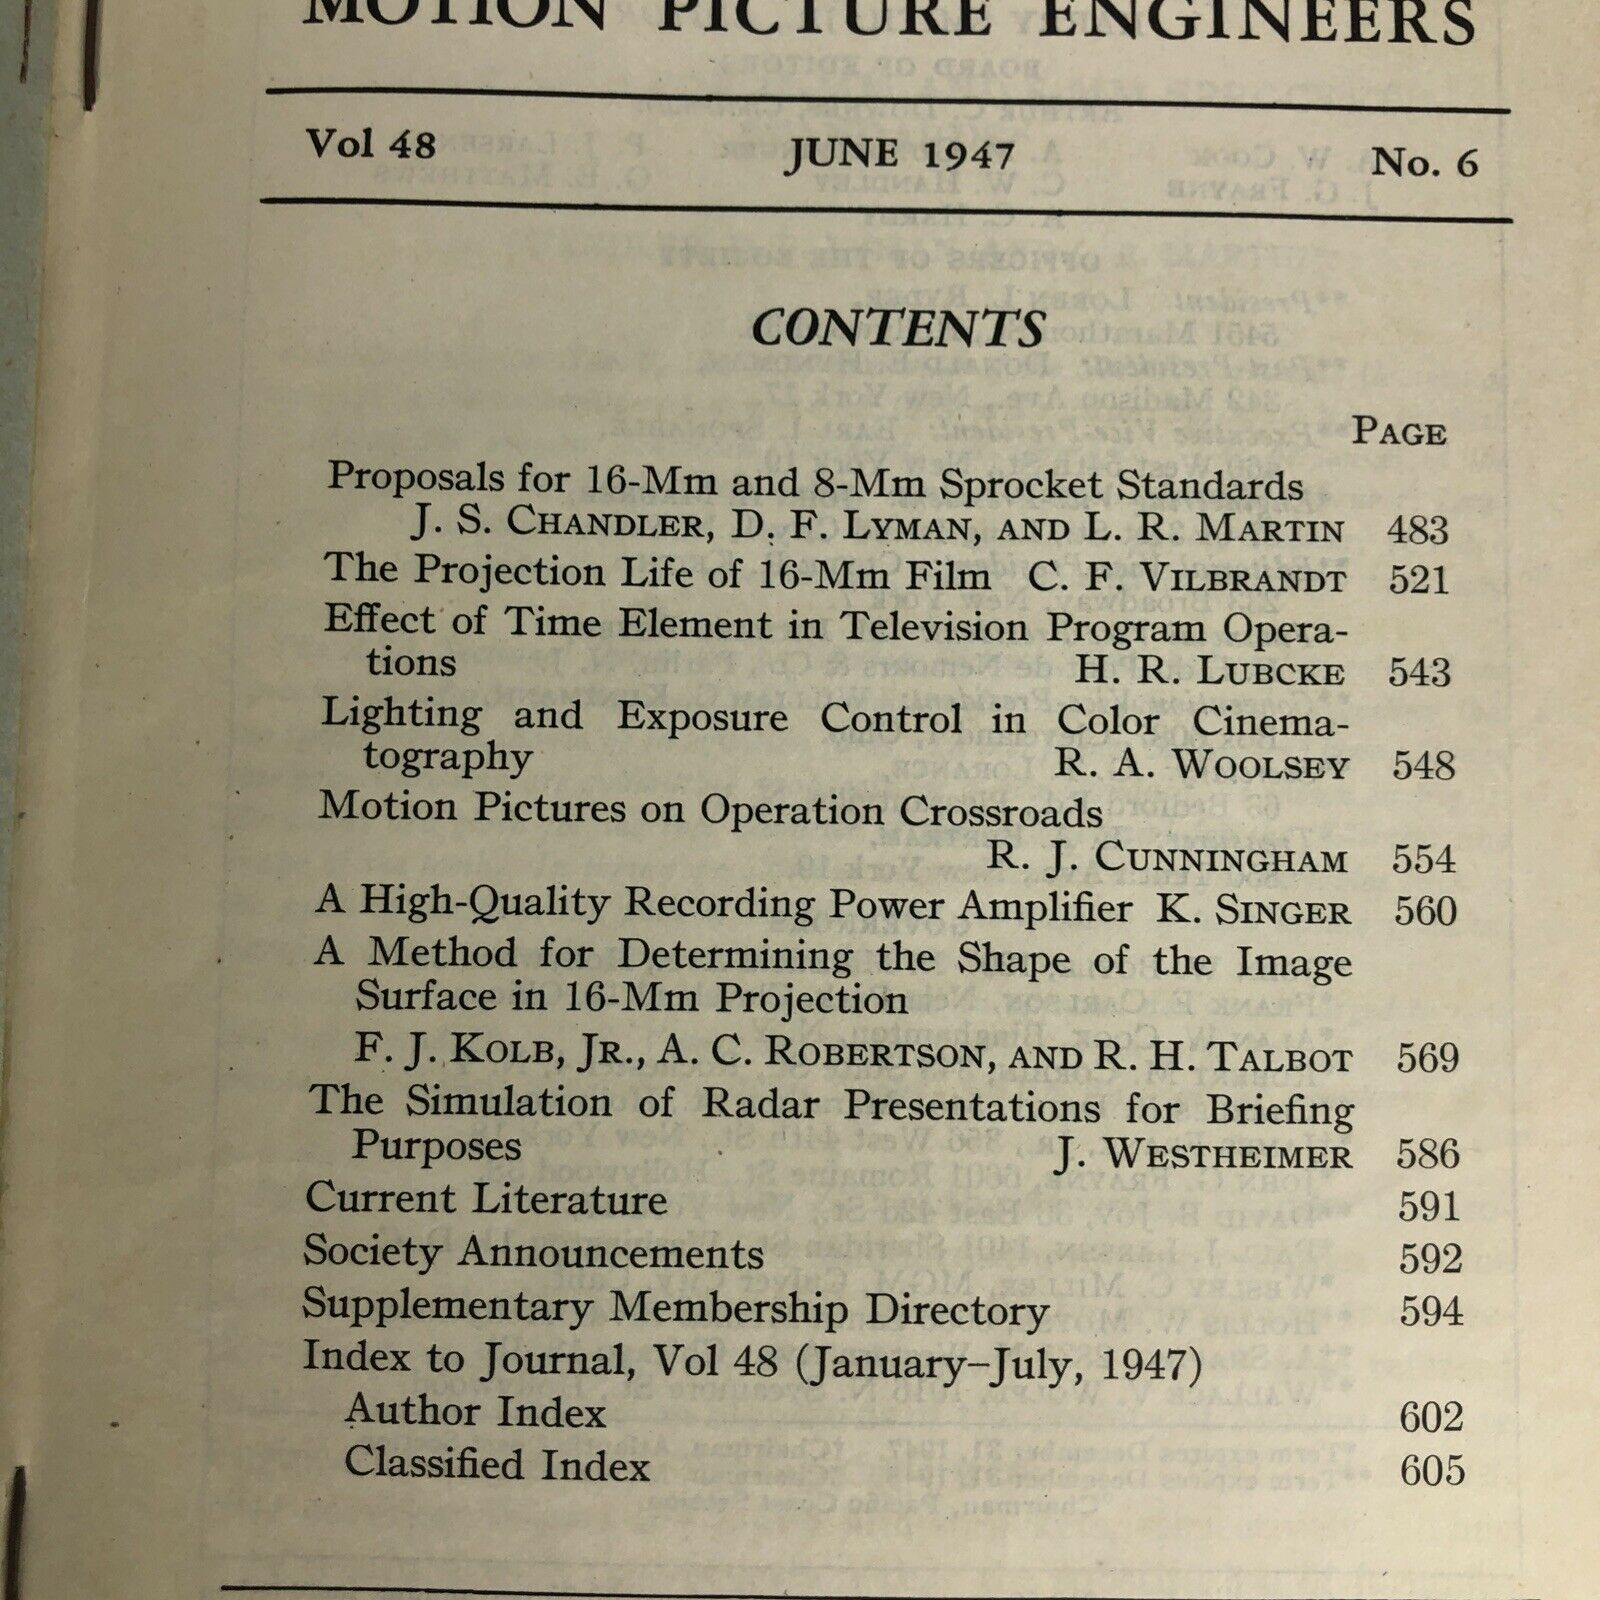 MOTION PICTURE ENGINEERS
Vol 48 JUNE 1947 No. 6
CONTENTS
PAGE
Proposals for 16-Mm and 8-Mm Sprocket Standards
J. S. CHANDLER, D. F. LYMAN, AND L. R. MARTIN 483
The Projection Life of 16-Mm Film C. F. VILBRANDT 521
Effect of Time Element in Television Program Opera-
tions H. R. LUBCKE 543
Lighting and Exposure Control in Color Cinema-
tography R. A. WOOLSEY 548
Motion Pictures on Operation Crossroads
R. J. CUNNINGHAM 554
A High-Quality Recording Power Amplifier K. SINGER 560
A Method for Determining the Shape of the Image
Surface in 16-Mm Projection
F. J. KOLB, JR., A. C. ROBERTSON, AND R. H. TALBOT 569
The Simulation of Radar Presentations for Briefing
Purposes J. WESTHEIMER 586
Current Literature 591
Society Announcements 592
Supplementary Membership Directory 594
Index to Journal, Vol 48 (January–July, 1947)
Author Index 602
Classified Index 605